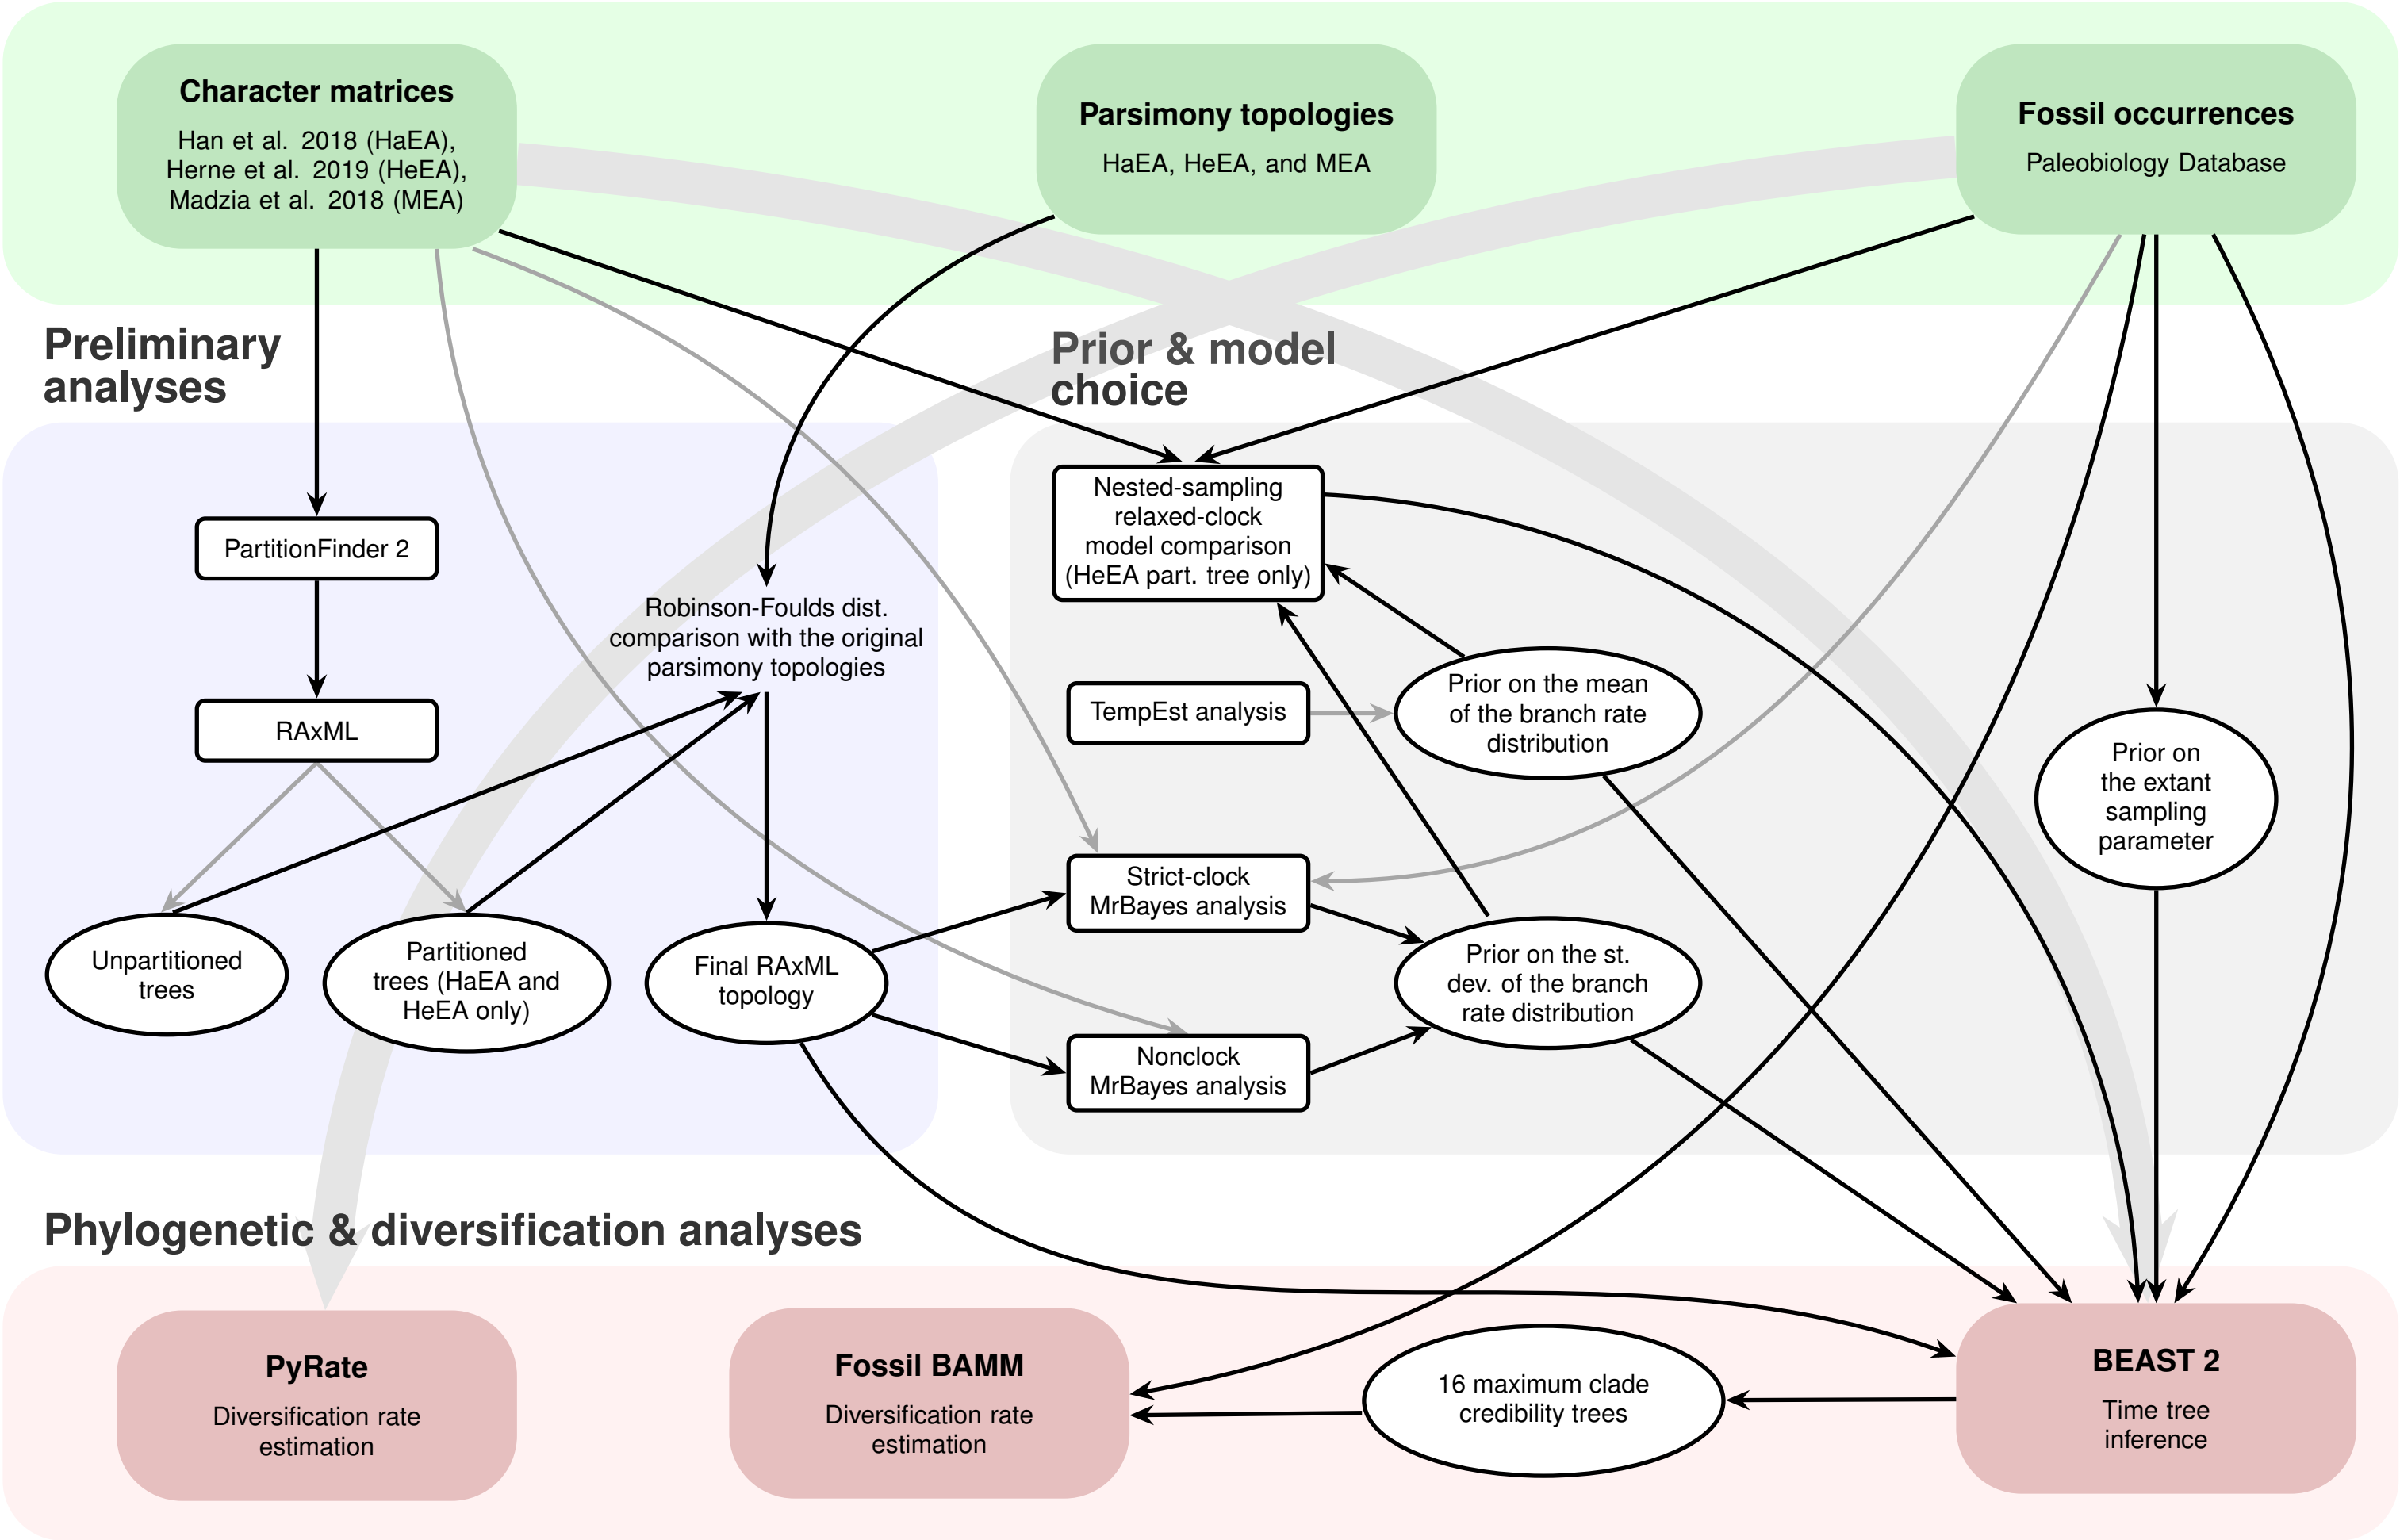 Character matrices
Han et al. 2018 (HaEA),
Herne et al. 2019 (HeEA),
Madzia et al. 2018 (MEA)
Parsimony topologies
HaEA, HeEA, and MEA
Fossil occurrences
Paleobiology Database
Preliminary
analyses
Prior & model
choice
PartitionFinder 2
RAxML
Robinson-Foulds dist.
comparison with the original
parsimony topologies
Unpartitioned
trees
Partitioned
trees (HaEA and
HeEA only)
Final RAxML
topology
Nested-sampling
relaxed-clock
model comparison
(HeEA part. tree only)
TempEst analysis
Prior on the mean
of the branch rate
distribution
Strict-clock
MrBayes analysis
Prior on the st.
dev. of the branch
rate distribution
Nonclock
MrBayes analysis
Prior on
the extant
sampling
parameter
Phylogenetic & diversification analyses
PyRate
Diversification rate
estimation
Fossil BAMM
Diversification rate
estimation
16 maximum clade
credibility trees
BEAST 2
Time tree
inference